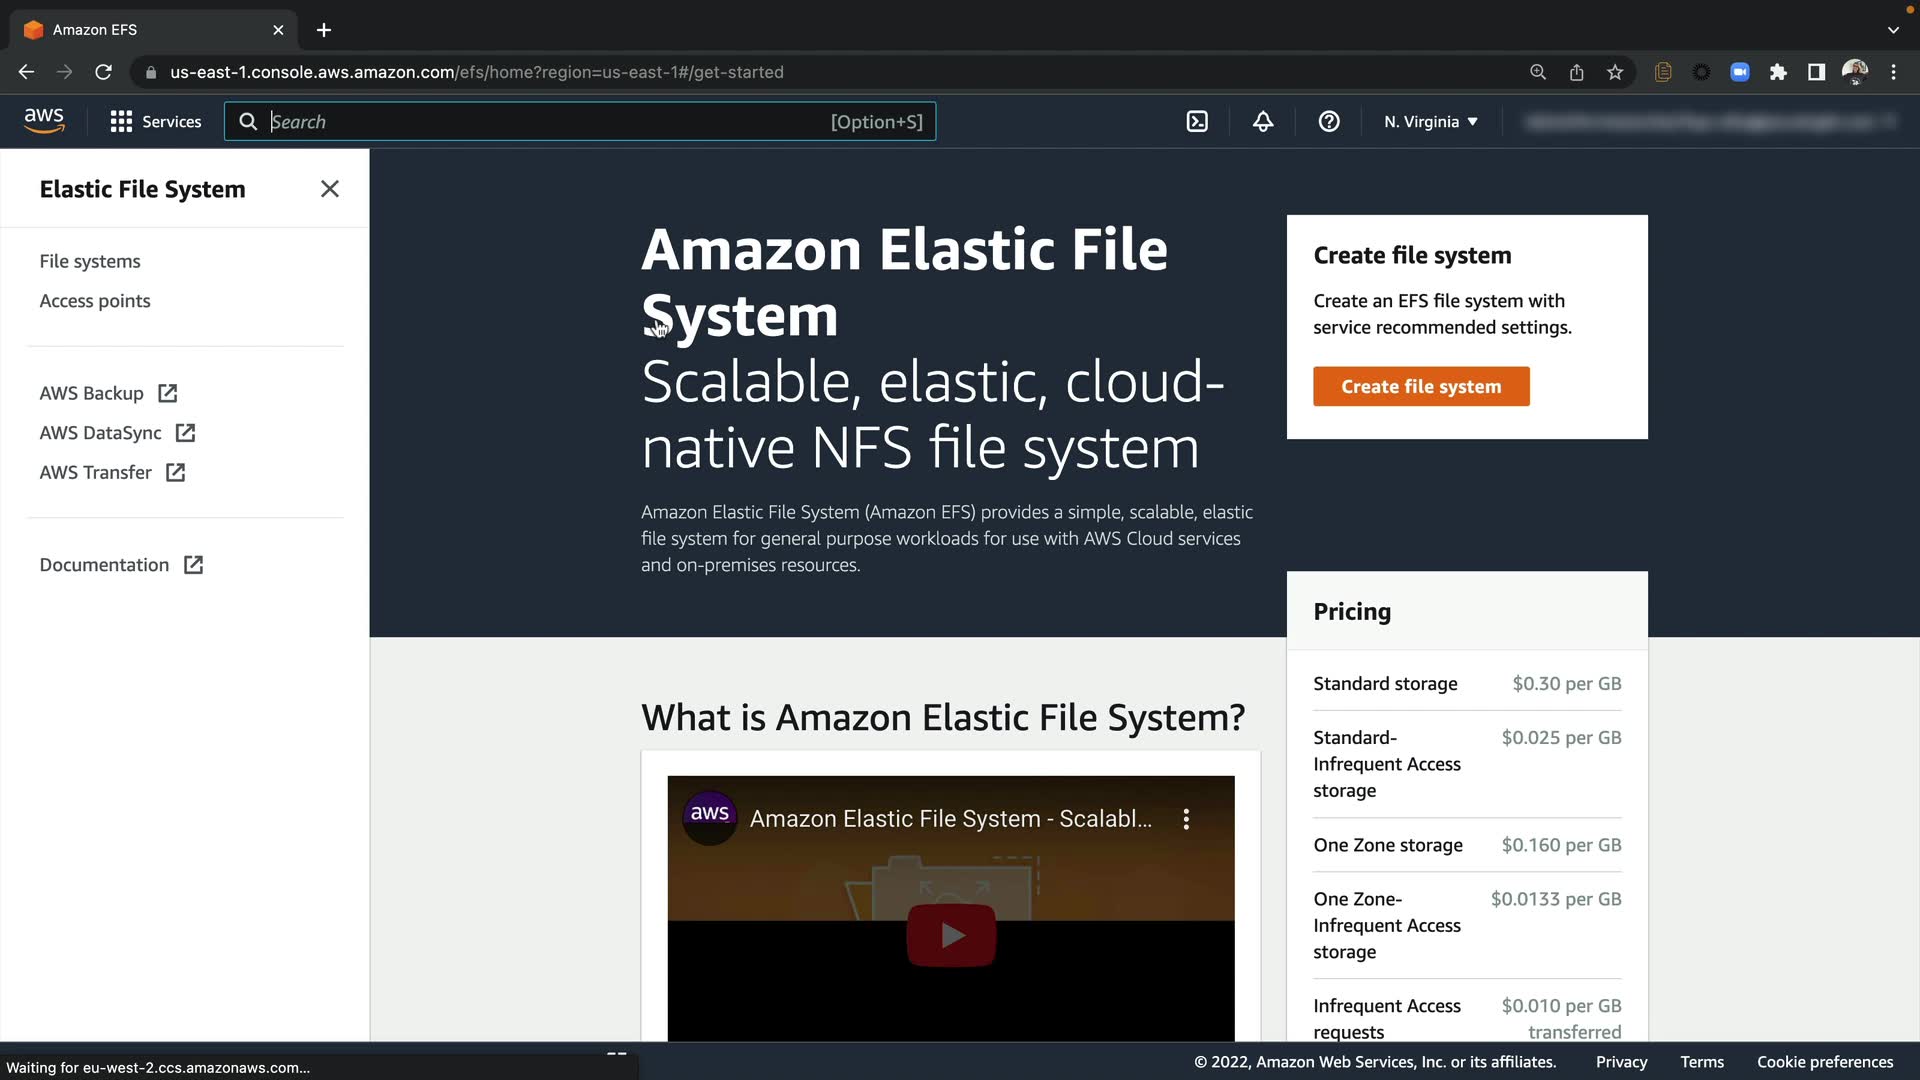 Amazon EFS
us-east-1.console.aws.amazon.com/efs/home?region=us-east-1#/get-started
aws
Services
Search
[Option+S]
N. Virginia
Elastic File System
File systems
Access points
AWS Backup
AWS DataSync
AWS Transfer
Documentation
Amazon Elastic File
System
Scalable, elastic, cloud-
native NFS file system
Amazon Elastic File System (Amazon EFS) provides a simple, scalable, elastic
file system for general purpose workloads for use with AWS Cloud services
and on-premises resources.
Create file system
Create an EFS file system with
service recommended settings.
Create file system
What is Amazon Elastic File System?
aws
Amazon Elastic File System - Scalabl...
Pricing
Standard storage $0.30 per GB
Standard- $0.025 per GB
Infrequent Access
storage
One Zone storage $0.160 per GB
One Zone- $0.0133 per GB
Infrequent Access
storage
Infrequent Access $0.010 per GB
requests transferred
Waiting for eu-west-2.ccs.amazonaws.com...
© 2022, Amazon Web Services, Inc. or its affiliates.
Privacy
Terms
Cookie preferences